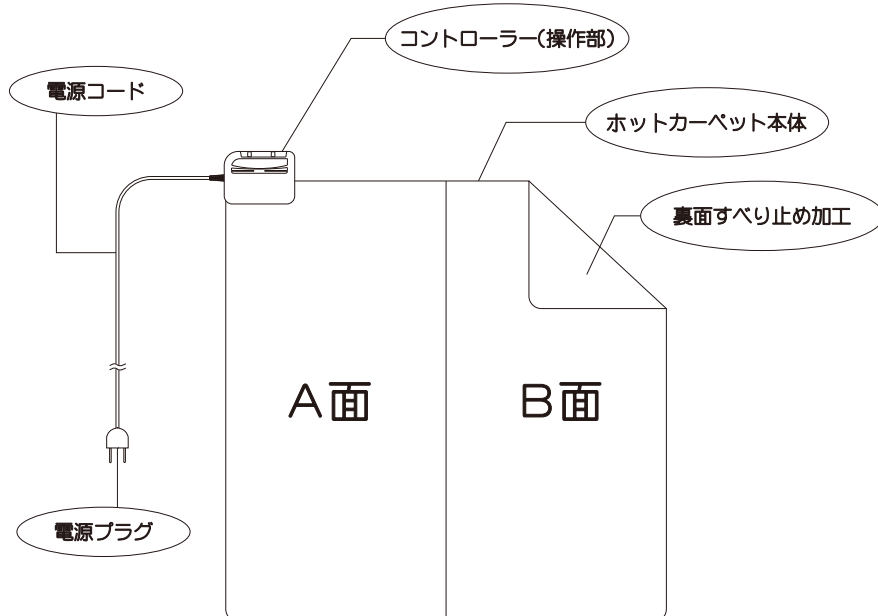 コントローラー(操作部)
電源コード
ホットカーペット本体
裏面すべり止め加工
A面
B面
電源プラグ